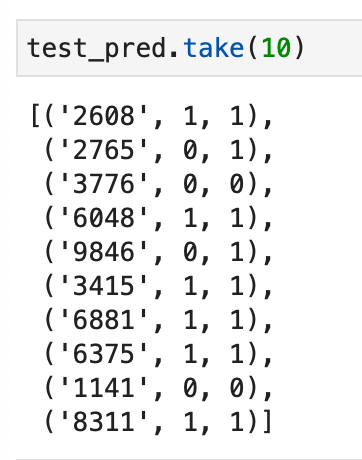 test_pred.take(10)
[('2608', 1, 1),
('2765', 0, 1),
('3776', 0, 0),
('6048', 1, 1),
('9846', 0, 1),
('3415', 1, 1),
('6881', 1, 1),
('6375', 1, 1),
('1141', 0, 0),
('8311', 1, 1)]